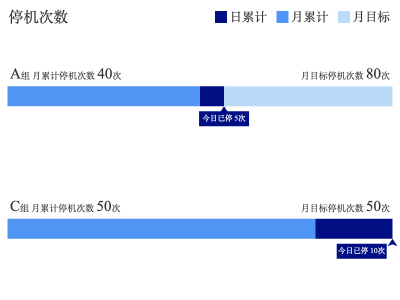 停机次数 日累计 月累计 月目标
A组 月累计停机次数 40次 月目标停机次数 80次
今日已停 5次
C组 月累计停机次数 50次 月目标停机次数 50次
今日已停 10次